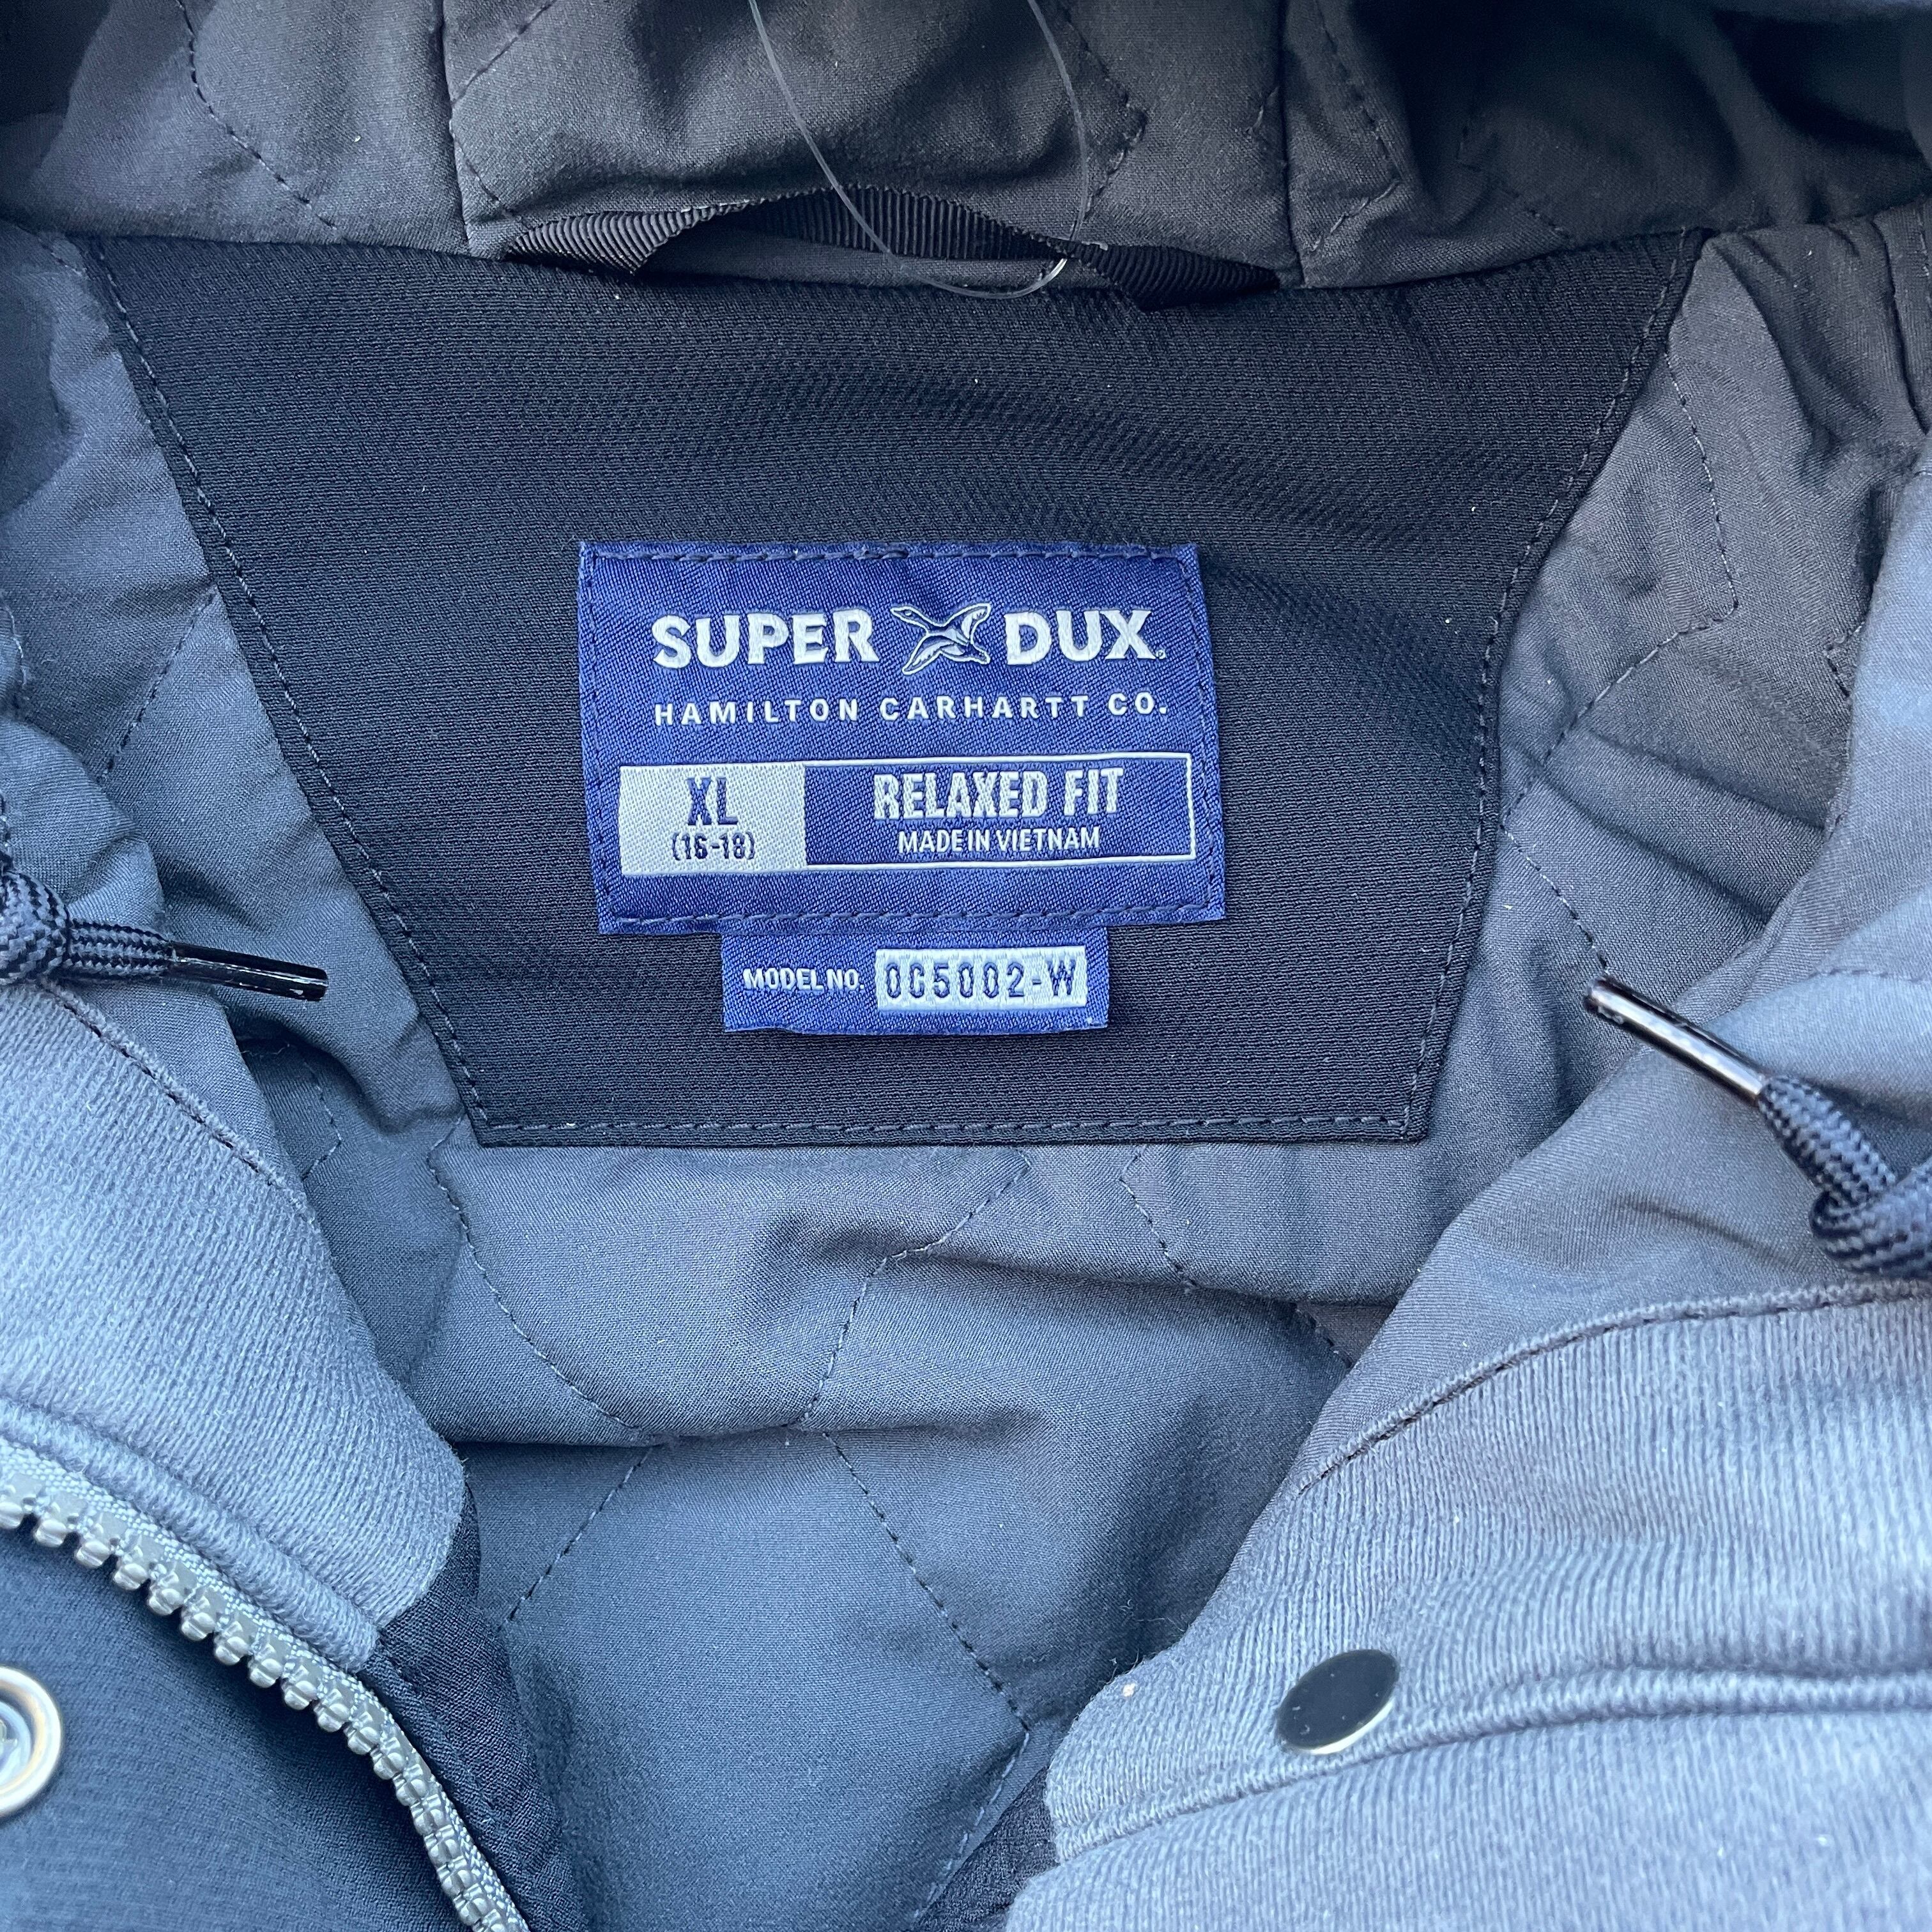 SUPER DUX.
HAMILTON CARHARTT CO.
XL
(16-18)
RELAXED FIT
MADE IN VIETNAM
MODEL NO. OC5002-W